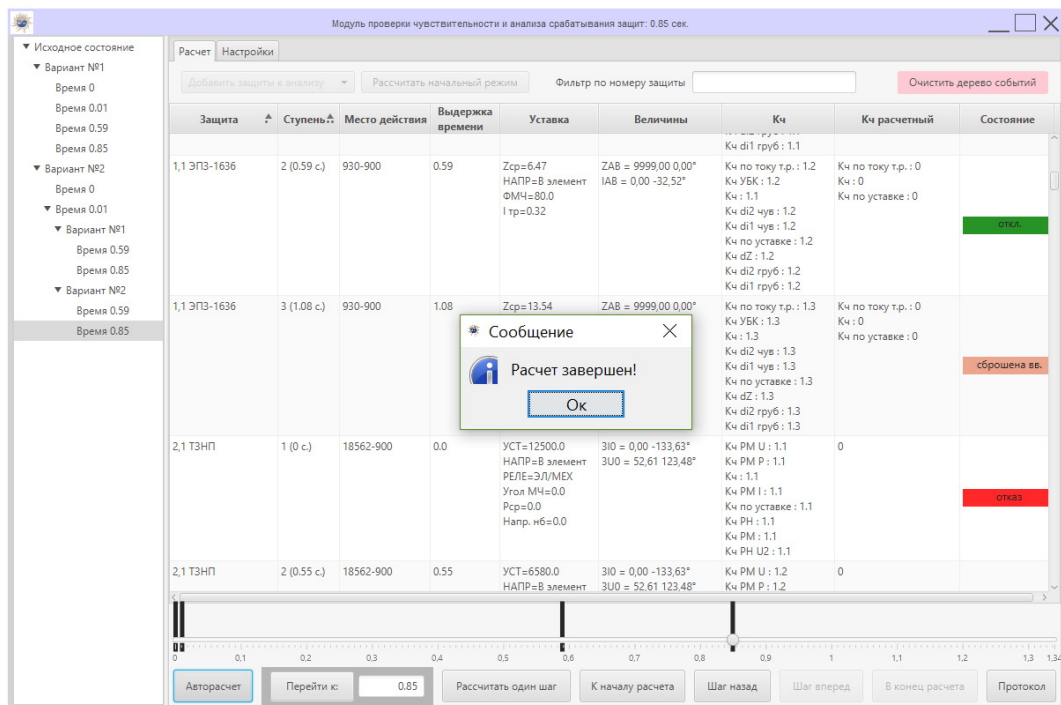 Модуль проверки чувствительности и анализа срабатывания защит: 0.85 сек.
Исходное состояние
Вариант №1
Время 0
Время 0.01
Время 0.59
Время 0.85
Вариант №2
Время 0
Время 0.01
Вариант №1
Время 0.59
Время 0.85
Вариант №2
Время 0.59
Время 0.85
Расчет Настройки
Добавить защиты к анализу Рассчитать начальный режим Фильтр по номеру защиты Очистить дерево событий
Защита Ступень Место действия Выдержка времени Уставка Величины Кч Кч расчетный Состояние
Кч di1 груб : 1.1
1,1 ЭПЗ-1636 2 (0.59 с.) 930-900 0.59 Zср=6.47 ZAB = 9999,00 0,00° Кч по току т.р. : 1.2 Кч по току т.р. : 0
НАПР=В элемент IAB = 0,00 -32,52° Кч УБК : 1.2 Кч : 0
ФМЧ=80.0 Кч : 1.1 Кч по уставке : 0
I тр=0.32 Кч di2 чув : 1.2
Кч di1 чув : 1.2 откл.
Кч по уставке : 1.2
Кч dZ : 1.2
Кч di2 груб : 1.2
Кч di1 груб : 1.2
1,1 ЭПЗ-1636 3 (1.08 с.) 930-900 1.08 Zср=13.54 ZAB = 9999,00 0,00° Кч по току т.р. : 1.3 Кч по току т.р. : 0
Кч УБК : 1.3 Кч : 0
Кч : 1.3 Кч по уставке : 0
Кч di2 чув : 1.3
Кч di1 чув : 1.3 сброшена вв.
Кч по уставке : 1.3
Кч dZ : 1.3
Кч di2 груб : 1.3
Кч di1 груб : 1.3
Сообщение
Расчет завершен!
Ок
2,1 ТЗНП 1 (0 с.) 18562-900 0.0 УСТ=12500.0 3I0 = 0,00 -133,63° Кч РМ U : 1.1 0
НАПР=В элемент 3U0 = 52,61 123,48° Кч РМ Р : 1.1
РЕЛЕ=ЭЛ/МЕХ Кч : 1.1
Угол МЧ=0.0 Кч РМ I : 1.1
Рср=0.0 Кч по уставке : 1.1 отказ
Напр. нб=0.0 Кч РН : 1.1
Кч РМ : 1.1
Кч РН U2 : 1.1
2,1 ТЗНП 2 (0.55 с.) 18562-900 0.55 УСТ=6580.0 3I0 = 0,00 -133,63° Кч РМ U : 1.2 0
НАПР=В элемент 3U0 = 52,61 123,48° Кч РМ Р : 1.2
0 0,1 0,2 0,3 0,4 0,5 0,6 0,7 0,8 0,9 1 1,1 1,2 1,3 1,34
Авторасчет Перейти к: 0.85 Рассчитать один шаг К началу расчета Шаг назад Шаг вперед В конец расчета Протокол